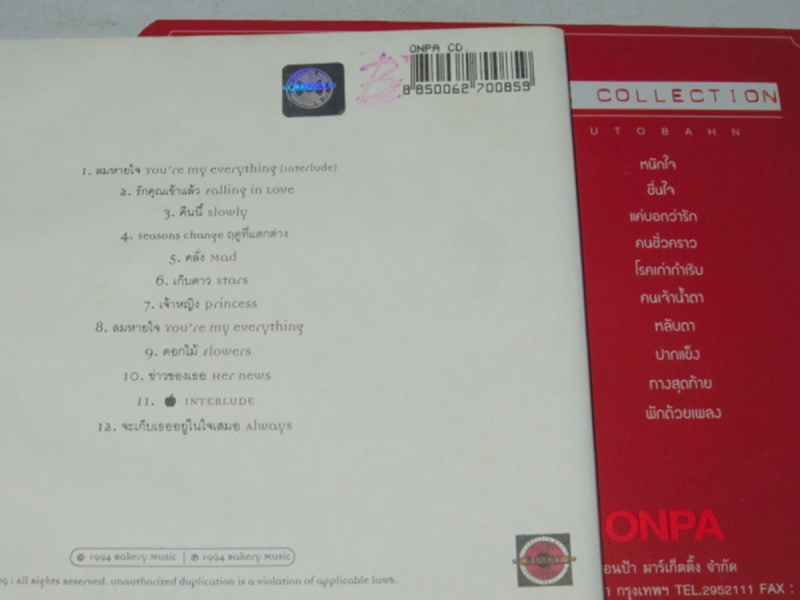 ONPA CD.
8 850062 700859
COLLECTION
UTOBAHN
1. ลมหายใจ You're my everything (Interlude)
2. รักคุณเข้าแล้ว Falling in Love
3. คืนนี้ slowly
4. seasons change ฤดูที่แตกต่าง
5. คลั่ง Mad
6. เก็บดาว stars
7. เจ้าหญิง princess
8. ลมหายใจ You're my everything
9. ดอกไม้ Flowers
10. ข่าวของเธอ Her news
11. INTERLUDE
12. จะเก็บเธออยู่ในใจเสมอ Always
© 1994 Bakery Music | ℗ 1994 Bakery Music
: All Rights Reserved. unauthorized duplication is a violation of applicable laws.
หนักใจ
ชื่นใจ
แค่บอกว่ารัก
คนชั่วคราว
โรคเก่ากำเริบ
คนเจ้าน้ำตา
หลับตา
ปากแข็ง
ทางสุดท้าย
พักด้วยเพลง
ONPA
อนป้า มาร์เก็ตติ้ง จำกัด
กรุงเทพฯ TEL.2952111 FAX :